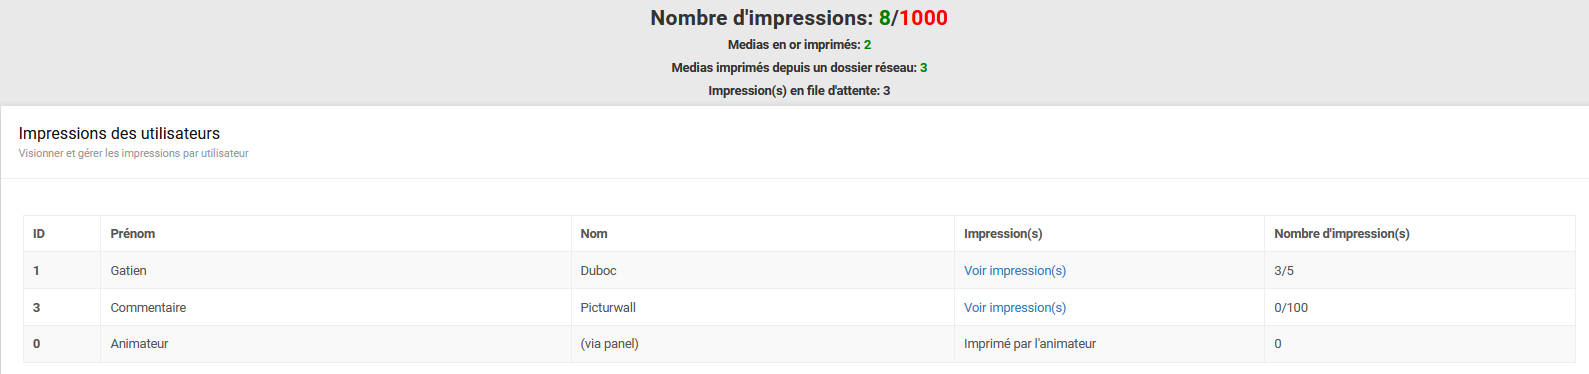 Nombre d'impressions: 8/1000
Medias en or imprimés: 2
Medias imprimés depuis un dossier réseau: 3
Impression(s) en file d'attente: 3
Impressions des utilisateurs
Visionner et gérer les impressions par utilisateur
ID Prénom Nom Impression(s) Nombre d'impression(s)
1 Gatien Duboc Voir impression(s) 3/5
3 Commentaire Picturwall Voir impression(s) 0/100
0 Animateur (via panel) Imprimé par l'animateur 0